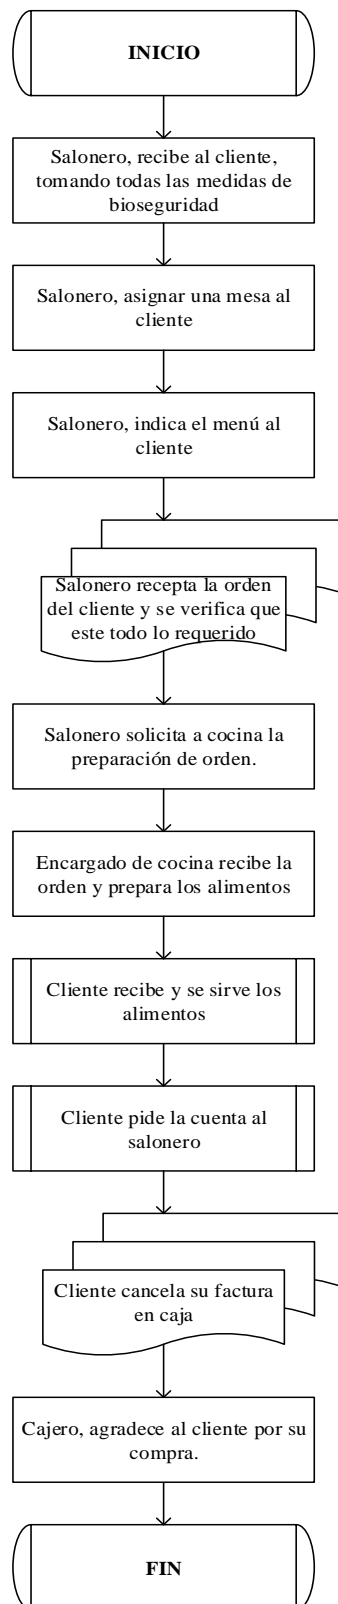 INICIO
Salonero, recibe al cliente,
tomando todas las medidas de
bioseguridad
Salonero, asignar una mesa al
cliente
Salonero, indica el menú al
cliente
Salonero recepta la orden
del cliente y se verifica que
este todo lo requerido
Salonero solicita a cocina la
preparación de orden.
Encargado de cocina recibe la
orden y prepara los alimentos
Cliente recibe y se sirve los
alimentos
Cliente pide la cuenta al
salonero
Cliente cancela su factura
en caja
Cajero, agradece al cliente por su
compra.
FIN